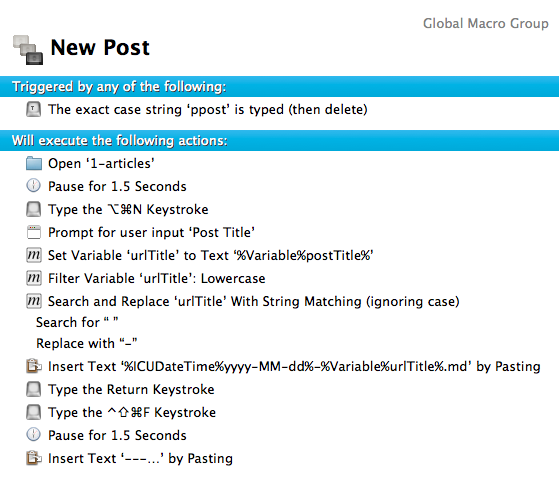 Global Macro Group
New Post
Triggered by any of the following:
The exact case string ‘ppost’ is typed (then delete)
Will execute the following actions:
Open ‘1-articles’
Pause for 1.5 Seconds
Type the ⌥⌘N Keystroke
Prompt for user input ‘Post Title’
Set Variable ‘urlTitle’ to Text ‘%Variable%postTitle%’
Filter Variable ‘urlTitle’: Lowercase
Search and Replace ‘urlTitle’ With String Matching (ignoring case)
Search for “ ”
Replace with “-”
Insert Text ‘%ICUDateTime%yyyy-MM-dd%-%Variable%urlTitle%.md’ by Pasting
Type the Return Keystroke
Type the ⌃⇧⌘F Keystroke
Pause for 1.5 Seconds
Insert Text ‘---…’ by Pasting